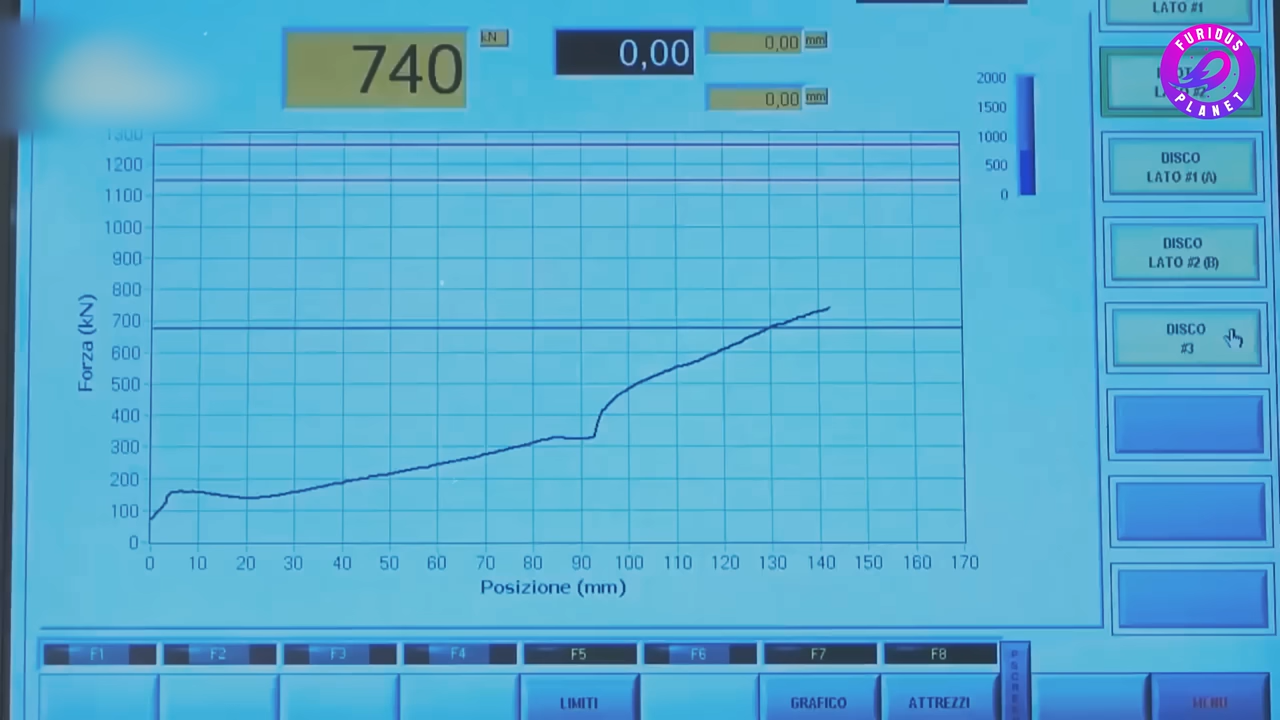 LATO #1
FURIOUS
PLANET
740
kN
0,00
0,00 mm
0,00 mm
2000
1500
1000
500
0
DISCO
LATO #1 (A)
DISCO
LATO #2 (B)
DISCO
#3
1300
1200
1100
1000
900
800
700
600
500
400
300
200
100
0
Forza (kN)
0 10 20 30 40 50 60 70 80 90 100 110 120 130 140 150 160 170
Posizione (mm)
F1 F2 F3 F4 F5 F6 F7 F8
LIMITI
GRAFICO
ATTREZZI
MENU